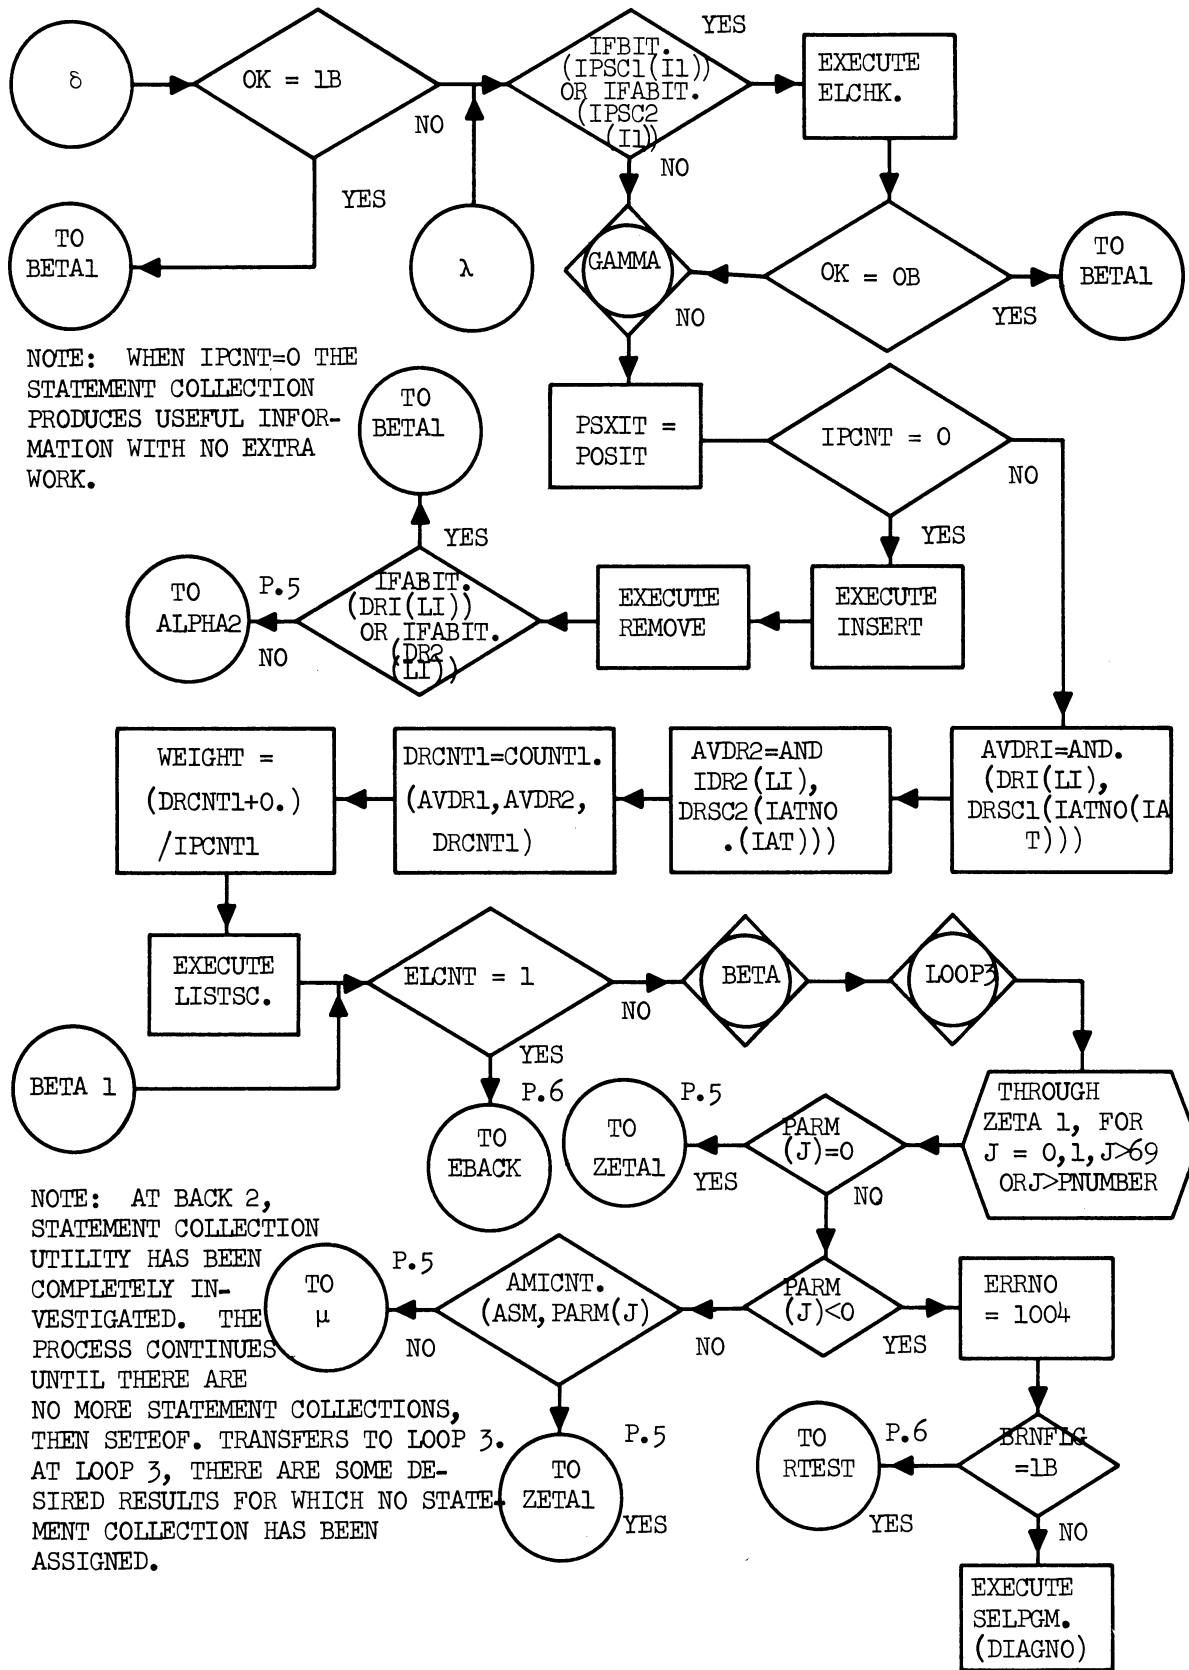 δ
OK = 1B
NO
YES
TO
BETA1
λ
IFBIT.
(IPSC1(I1))
OR IFABIT.
(IPSC2
(I1))
YES
NO
EXECUTE
ELCHK.
GAMMA
NO
OK = OB
YES
TO
BETA1
NOTE: WHEN IPCNT=0 THE
STATEMENT COLLECTION
PRODUCES USEFUL INFOR-
MATION WITH NO EXTRA
WORK.
TO
BETA1
PSXIT =
POSIT
IPCNT = 0
NO
YES
YES
TO
ALPHA2
P.5
NO
IFABIT.
(DRI(LI))
OR IFABIT.
(DR2
(LI))
EXECUTE
REMOVE
EXECUTE
INSERT
WEIGHT =
(DRCNT1+0.)
/IPCNT1
DRCNT1=COUNT1.
(AVDR1,AVDR2,
DRCNT1)
AVDR2=AND
IDR2(LI),
DRSC2(IATNO
.(IAT)))
AVDRI=AND.
(DRI(LI),
DRSC1(IATNO(IA
T)))
EXECUTE
LISTSC.
ELCNT = 1
NO
BETA
LOOP3
BETA 1
YES
P.6
TO
EBACK
TO
ZETA1
P.5
YES
PARM
(J)=0
NO
THROUGH
ZETA 1, FOR
J = 0,1,J>69
ORJ>PNUMBER
NOTE: AT BACK 2,
STATEMENT COLLECTION
UTILITY HAS BEEN
COMPLETELY IN-
VESTIGATED. THE
PROCESS CONTINUES
UNTIL THERE ARE
NO MORE STATEMENT COLLECTIONS,
THEN SETEOF. TRANSFERS TO LOOP 3.
AT LOOP 3, THERE ARE SOME DE-
SIRED RESULTS FOR WHICH NO STATE-
MENT COLLECTION HAS BEEN
ASSIGNED.
TO
μ
P.5
NO
AMICNT.
(ASM,PARM(J)
NO
PARM
(J)<0
YES
ERRNO
= 1004
P.5
TO
ZETA1
YES
TO
RTEST
P.6
YES
BRNFLG
=1B
NO
EXECUTE
SELPGM.
(DIAGNO)